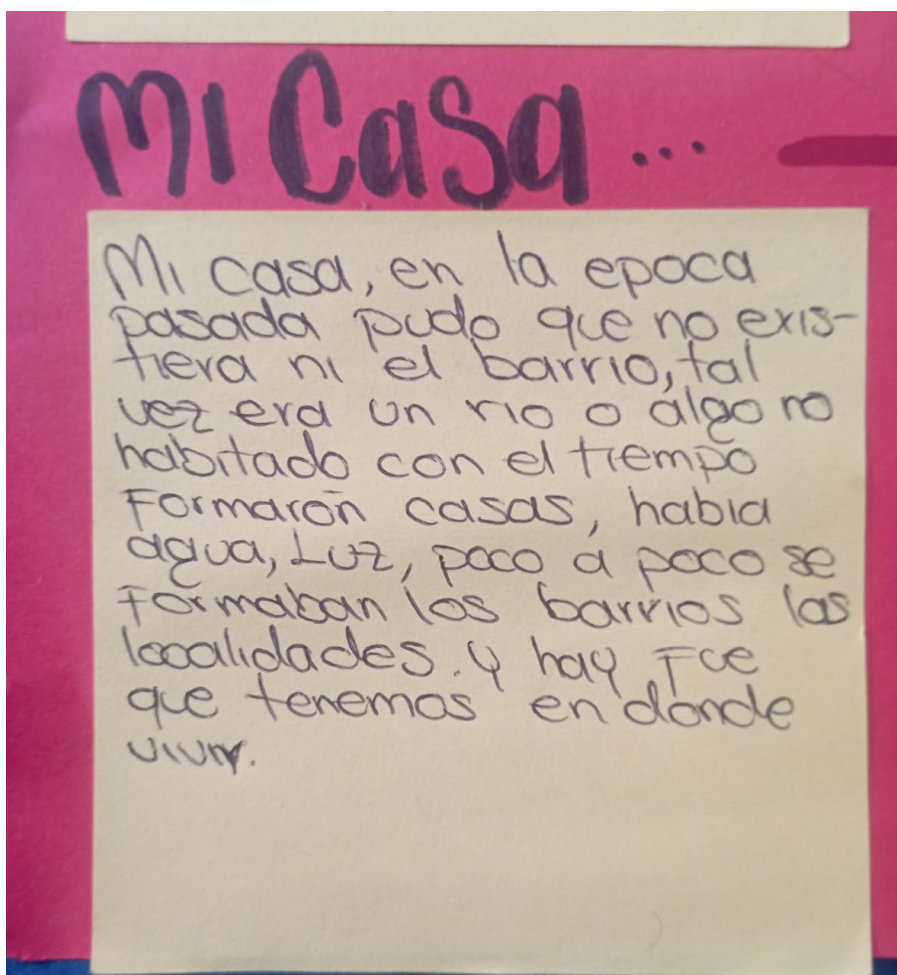 Mi Casa...
Mi casa, en la epoca
pasada pudo que no exis-
tiera ni el barrio, tal
vez era un rio o algo no
habitado con el tiempo
Formarón casas, habia
agua, Luz, poco a poco se
Formaban los barrios las
localidades. y hay Fue
que tenemos en donde
vivir.